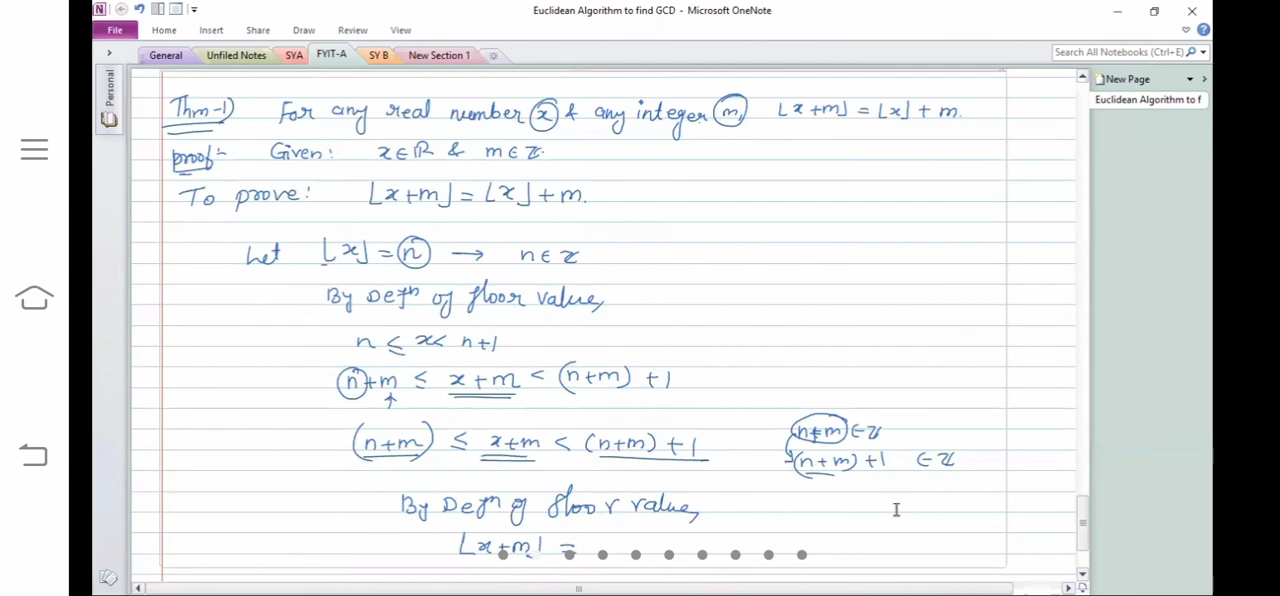 Euclidean Algorithm to find GCD - Microsoft OneNote
File Home Insert Share Draw Review View
General Unfiled Notes SYA FYIT-A SY B New Section 1
Search All Notebooks (Ctrl+E)
Personal
New Page
Euclidean Algorithm to f
Thm-1) For any real number x & any integer m, ⌊x+m⌋ = ⌊x⌋ + m.
proof:- Given: x∈ℝ & m∈ℤ.
To prove: ⌊x+m⌋ = ⌊x⌋ + m.
Let ⌊x⌋ = n → n∈ℤ
By Defⁿ of floor value,
n ≤ x < n+1
n+m ≤ x+m < (n+m) +1
(n+m) ≤ x+m < (n+m) +1
n+m ∈ℤ
(n+m) +1 ∈ℤ
By Defⁿ of floor value,
⌊x+m⌋ =